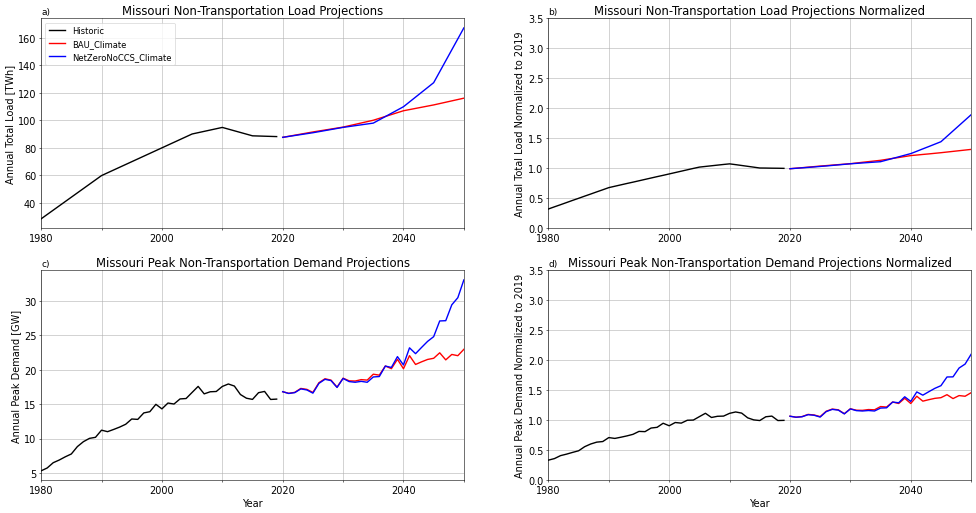 a)
Missouri Non-Transportation Load Projections
Annual Total Load [TWh]
160
140
120
100
80
60
40
Historic
BAU_Climate
NetZeroNoCCS_Climate
1980
2000
2020
2040
b)
Missouri Non-Transportation Load Projections Normalized
Annual Total Load Normalized to 2019
3.5
3.0
2.5
2.0
1.5
1.0
0.5
0.0
1980
2000
2020
2040
c)
Missouri Peak Non-Transportation Demand Projections
Annual Peak Demand [GW]
30
25
20
15
10
5
1980
2000
2020
2040
Year
d)
Missouri Peak Non-Transportation Demand Projections Normalized
Annual Peak Demand Normalized to 2019
3.5
3.0
2.5
2.0
1.5
1.0
0.5
0.0
1980
2000
2020
2040
Year